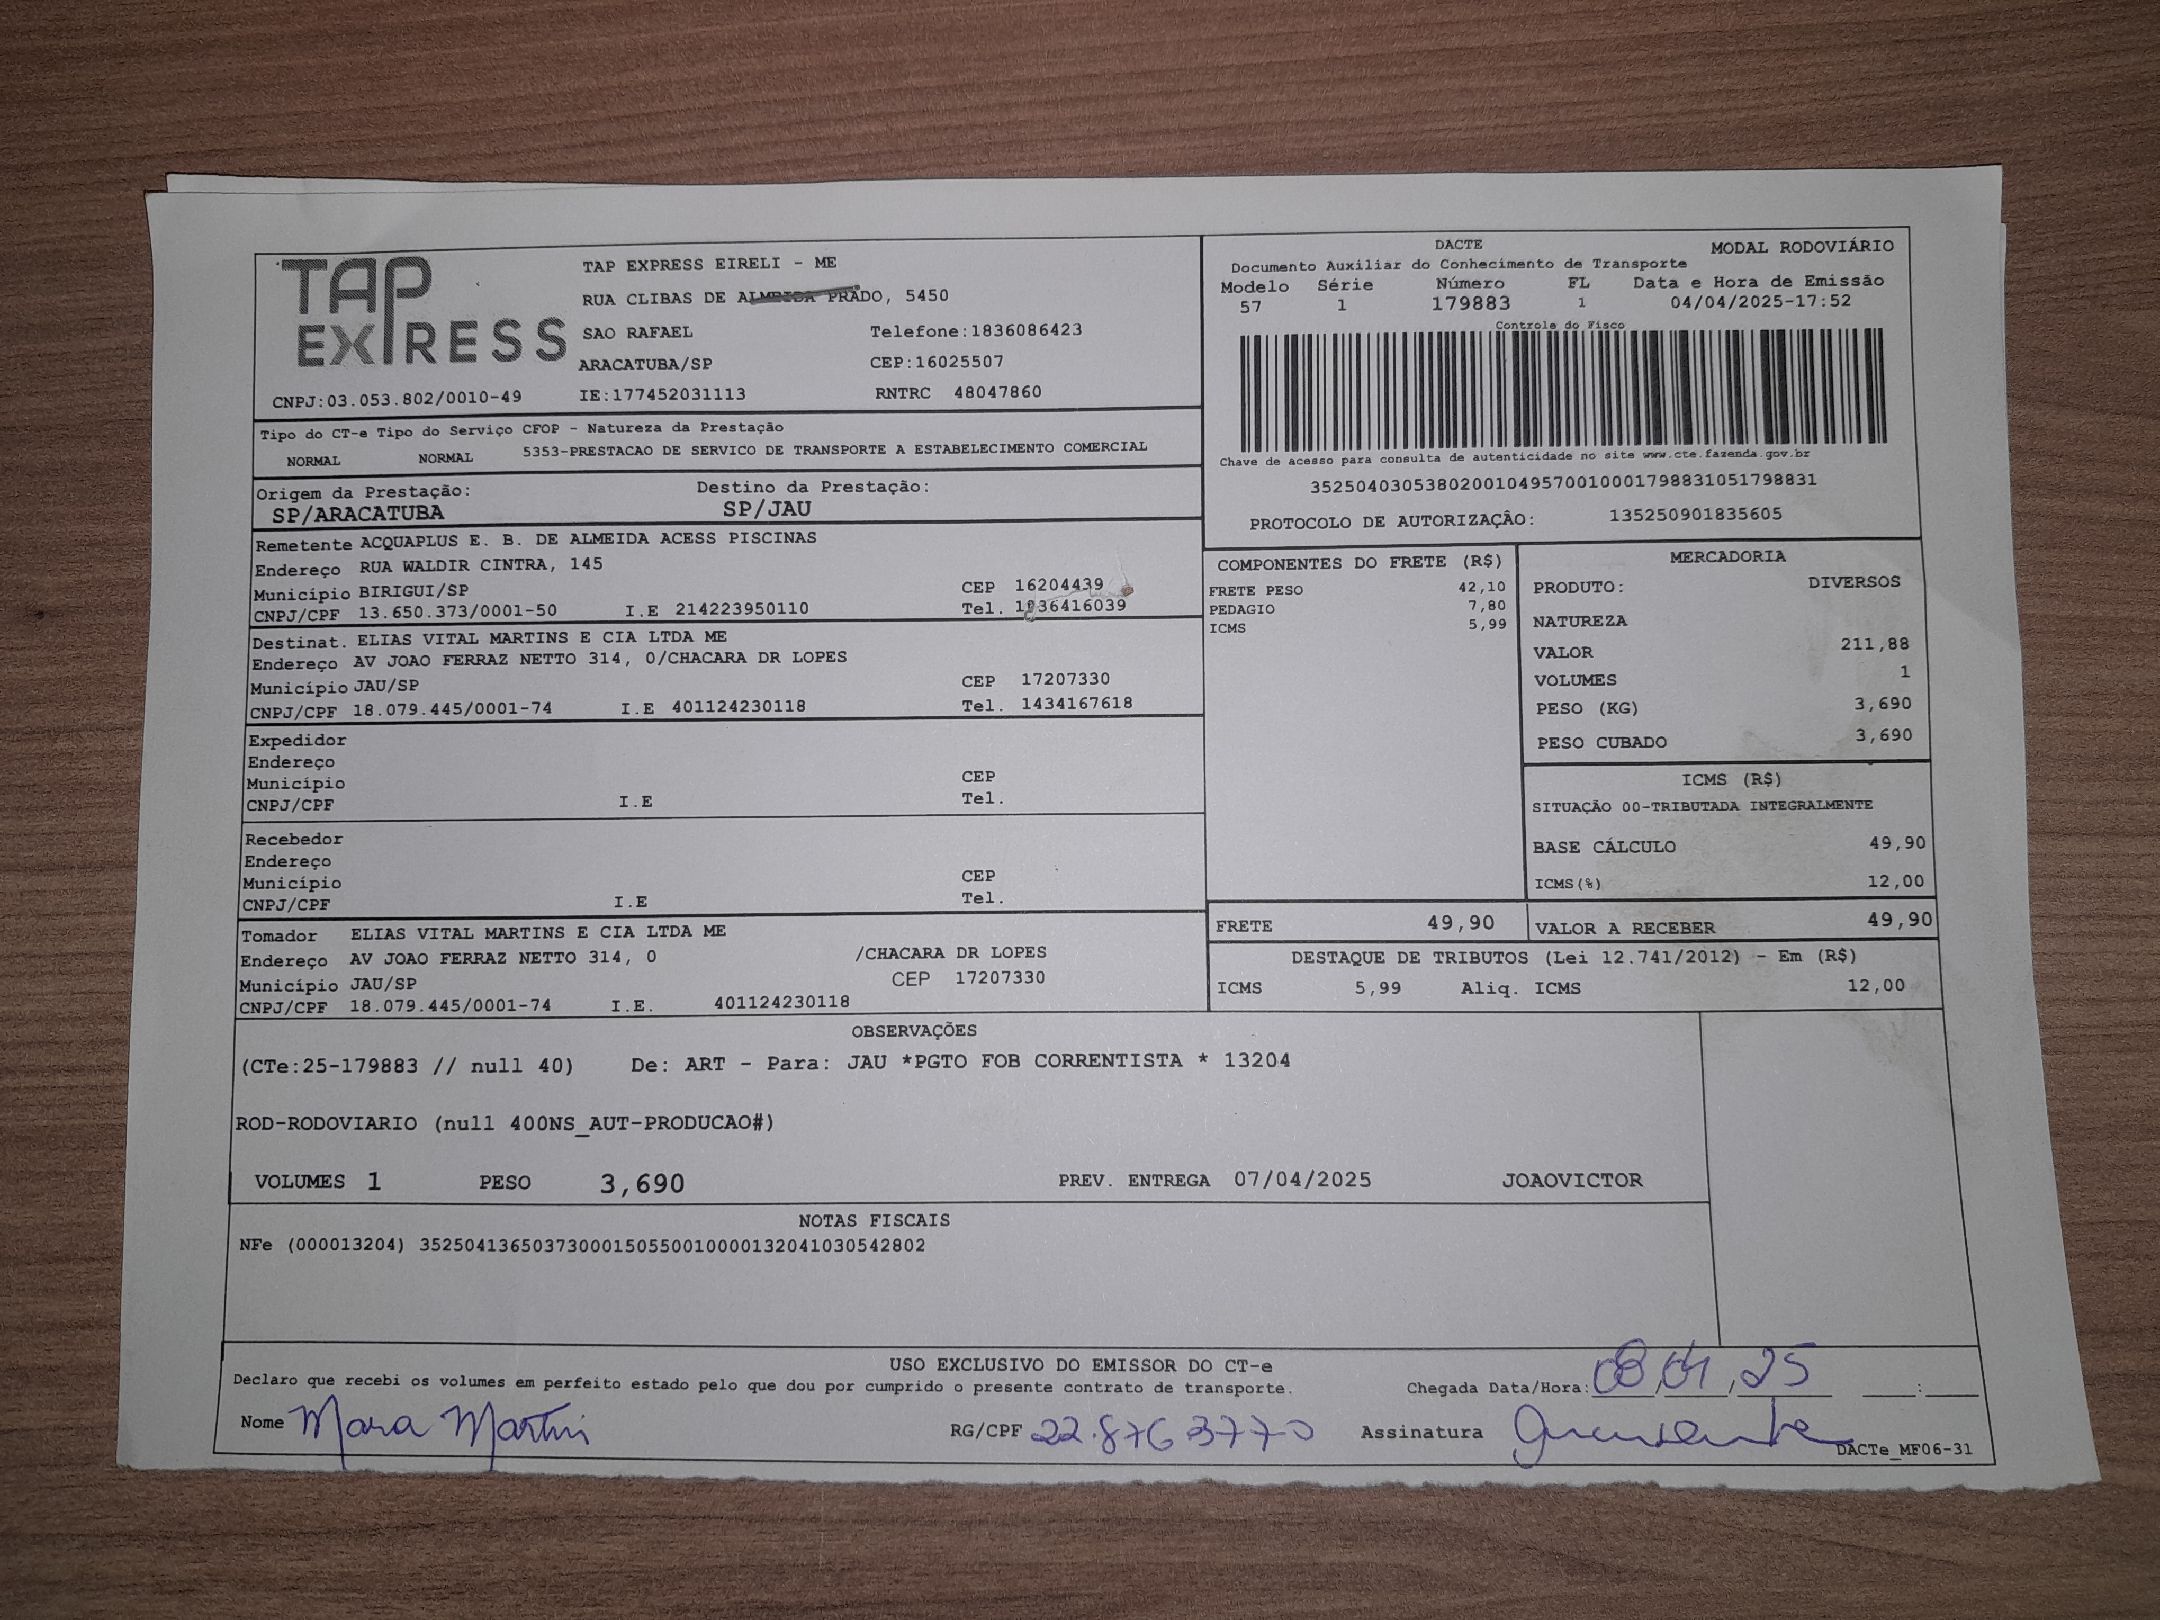 TAP EXPRESS
TAP EXPRESS EIRELI - ME
RUA CLIBAS DE ALMEIDA PRADO, 5450
SAO RAFAEL Telefone:1836086423
ARACATUBA/SP CEP:16025507
CNPJ:03.053.802/0010-49 IE:177452031113 RNTRC 48047860
DACTE MODAL RODOVIÁRIO
Documento Auxiliar do Conhecimento de Transporte
Modelo Série Número FL Data e Hora de Emissão
57 1 179883 1 04/04/2025-17:52
Controle do Fisco
Chave de acesso para consulta de autenticidade no site www.cte.fazenda.gov.br
35250403053802001049570010001798831051798831
PROTOCOLO DE AUTORIZAÇÃO: 135250901835605
Tipo do CT-e Tipo do Serviço CFOP - Natureza da Prestação
NORMAL NORMAL 5353-PRESTACAO DE SERVICO DE TRANSPORTE A ESTABELECIMENTO COMERCIAL
Origem da Prestação: Destino da Prestação:
SP/ARACATUBA SP/JAU
Remetente ACQUAPLUS E. B. DE ALMEIDA ACESS PISCINAS
Endereço RUA WALDIR CINTRA, 145
Município BIRIGUI/SP CEP 16204439
CNPJ/CPF 13.650.373/0001-50 I.E 214223950110 Tel. 1836416039
Destinat. ELIAS VITAL MARTINS E CIA LTDA ME
Endereço AV JOAO FERRAZ NETTO 314, 0/CHACARA DR LOPES
Município JAU/SP CEP 17207330
CNPJ/CPF 18.079.445/0001-74 I.E 401124230118 Tel. 1434167618
Expedidor
Endereço
Município CEP
CNPJ/CPF I.E Tel.
Recebedor
Endereço
Município CEP
CNPJ/CPF I.E Tel.
Tomador ELIAS VITAL MARTINS E CIA LTDA ME
Endereço AV JOAO FERRAZ NETTO 314, 0 /CHACARA DR LOPES
Município JAU/SP CEP 17207330
CNPJ/CPF 18.079.445/0001-74 I.E. 401124230118
COMPONENTES DO FRETE (R$)
FRETE PESO 42,10
PEDAGIO 7,80
ICMS 5,99
MERCADORIA
PRODUTO: DIVERSOS
NATUREZA
VALOR 211,88
VOLUMES 1
PESO (KG) 3,690
PESO CUBADO 3,690
ICMS (R$)
SITUAÇÃO 00-TRIBUTADA INTEGRALMENTE
BASE CÁLCULO 49,90
ICMS(%) 12,00
FRETE 49,90 VALOR A RECEBER 49,90
DESTAQUE DE TRIBUTOS (Lei 12.741/2012) - Em (R$)
ICMS 5,99 Aliq. ICMS 12,00
OBSERVAÇÕES
(CTe:25-179883 // null 40) De: ART - Para: JAU *PGTO FOB CORRENTISTA * 13204
ROD-RODOVIARIO (null 400NS_AUT-PRODUCAO#)
VOLUMES 1 PESO 3,690 PREV. ENTREGA 07/04/2025 JOAOVICTOR
NOTAS FISCAIS
NFe (000013204) 35250413650373000150550010000132041030542802
USO EXCLUSIVO DO EMISSOR DO CT-e
Declaro que recebi os volumes em perfeito estado pelo que dou por cumprido o presente contrato de transporte. Chegada Data/Hora: 08,04,25 :
Nome Mara Martin RG/CPF 22.876 3770 Assinatura
DACTe_MF06-31